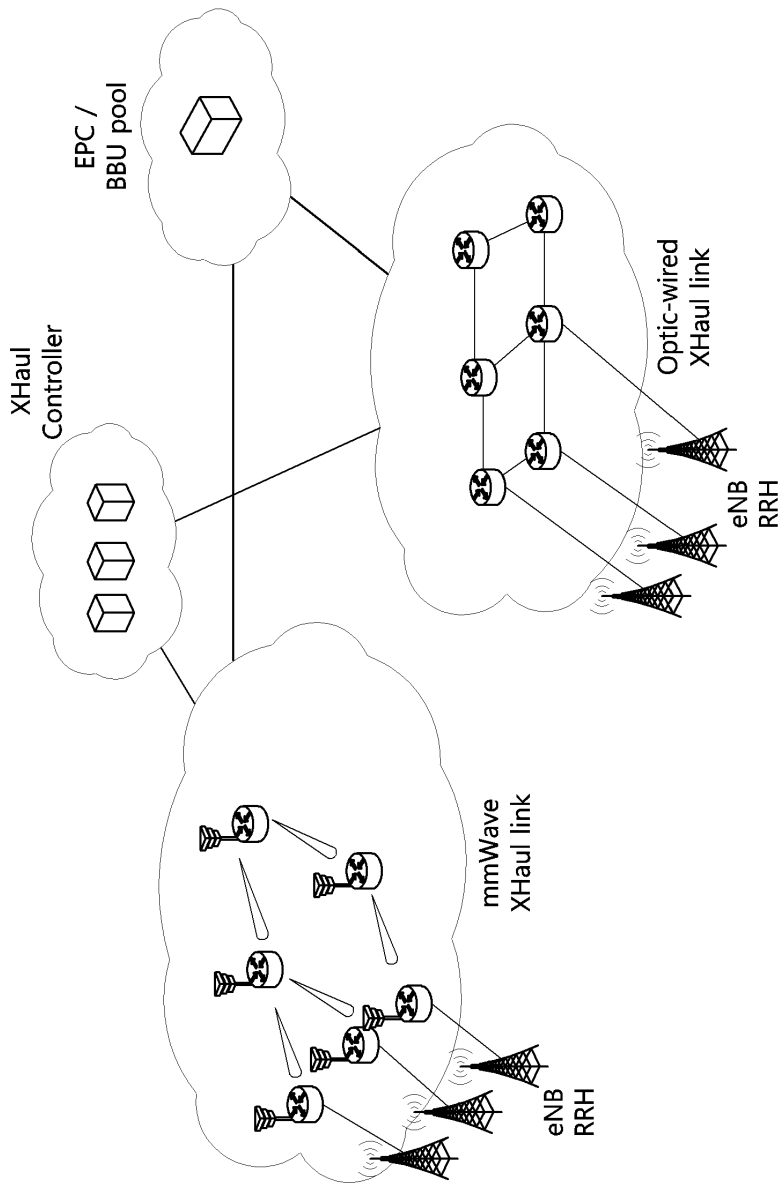 XHaul
Controller
EPC /
BBU pool
mmWave
XHaul link
Optic-wired
XHaul link
eNB
RRH
eNB
RRH